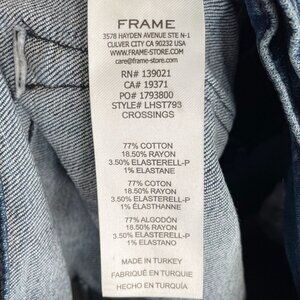 FRAME
3578 HAYDEN AVENUE STE N-1
CULVER CITY CA 90232 USA
WWW.FRAME-STORE.COM
care@frame-store.com
RN# 139021
CA# 19371
PO# 1793800
STYLE# LHST793
CROSSINGS
77% COTTON
18.50% RAYON
3.50% ELASTERELL-P
1% ELASTANE
77% COTON
18.50% RAYON
3.50% ELASTERELL-P
1% ÉLASTHANNE
77% ALGODÓN
18.50% RAYON
3.50% ELASTERELL-P
1% ELASTANO
MADE IN TURKEY
FABRIQUÉ EN TURQUIE
HECHO EN TURQUÍA